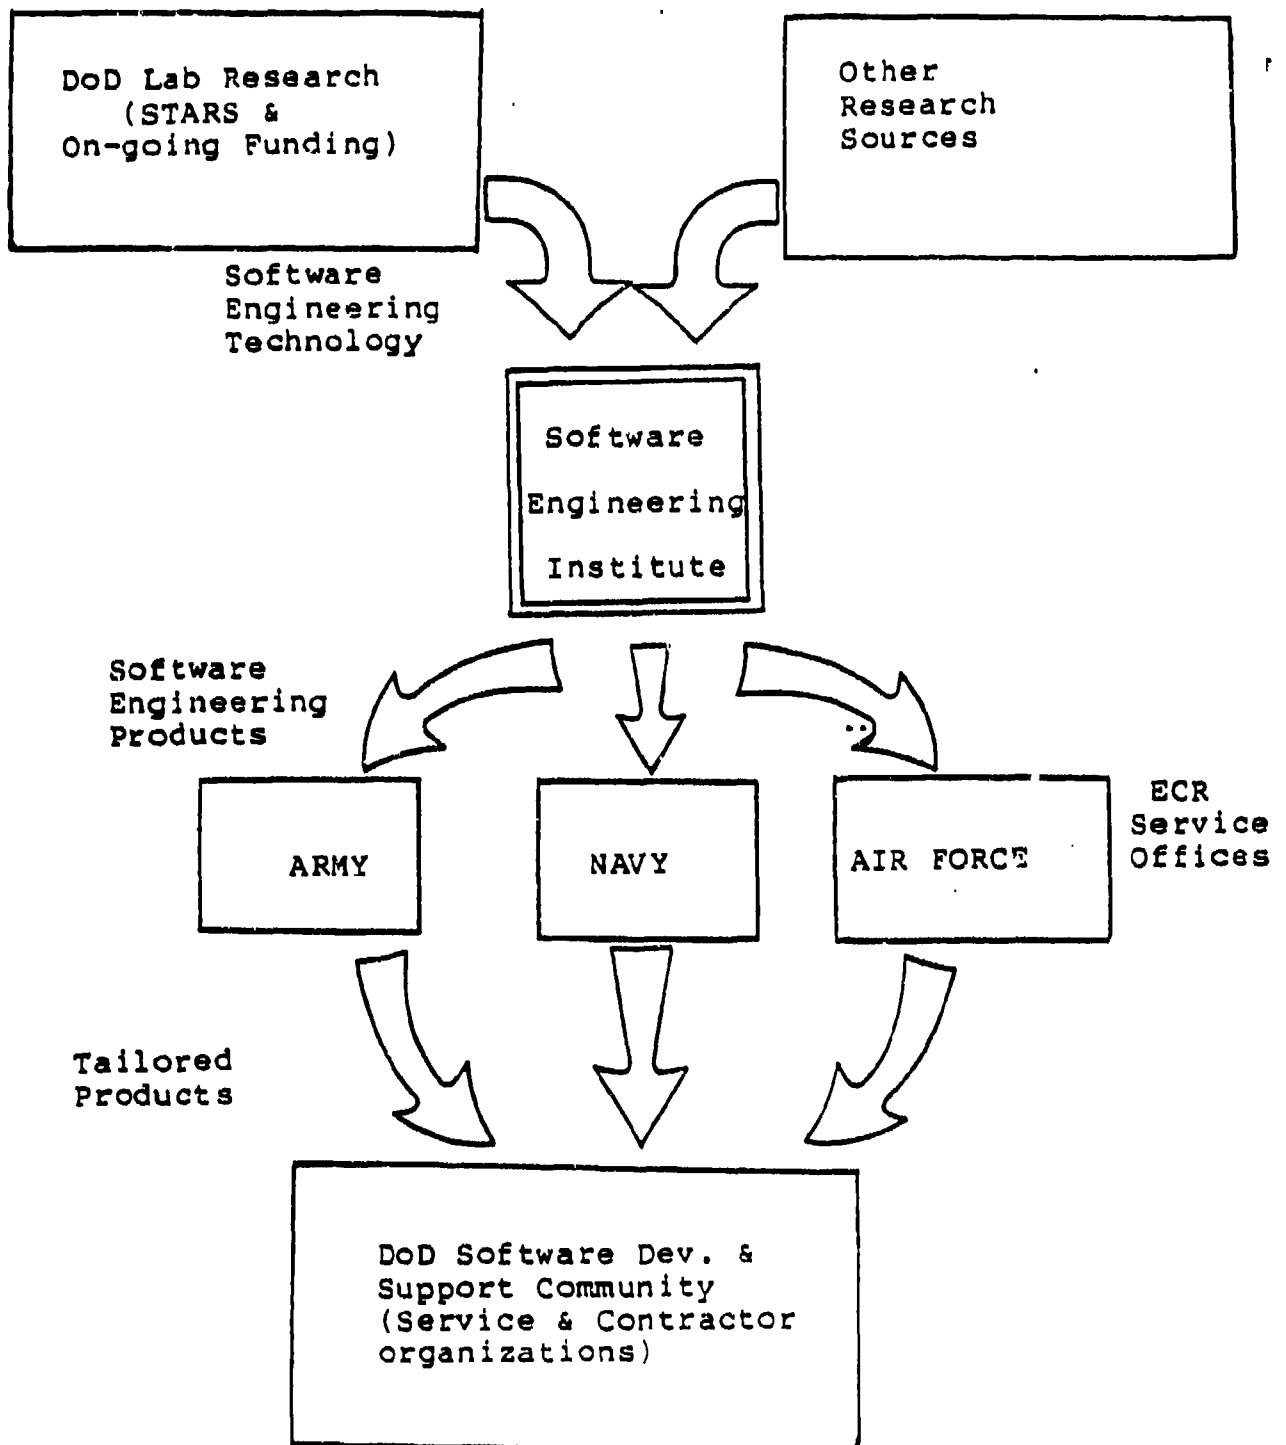 DoD Lab Research
(STARS &
On-going Funding)
Other
Research
Sources
Software
Engineering
Technology
Software
Engineering
Institute
Software
Engineering
Products
ARMY
NAVY
AIR FORCE
ECR
Service
Offices
Tailored
Products
DoD Software Dev. &
Support Community
(Service & Contractor
organizations)